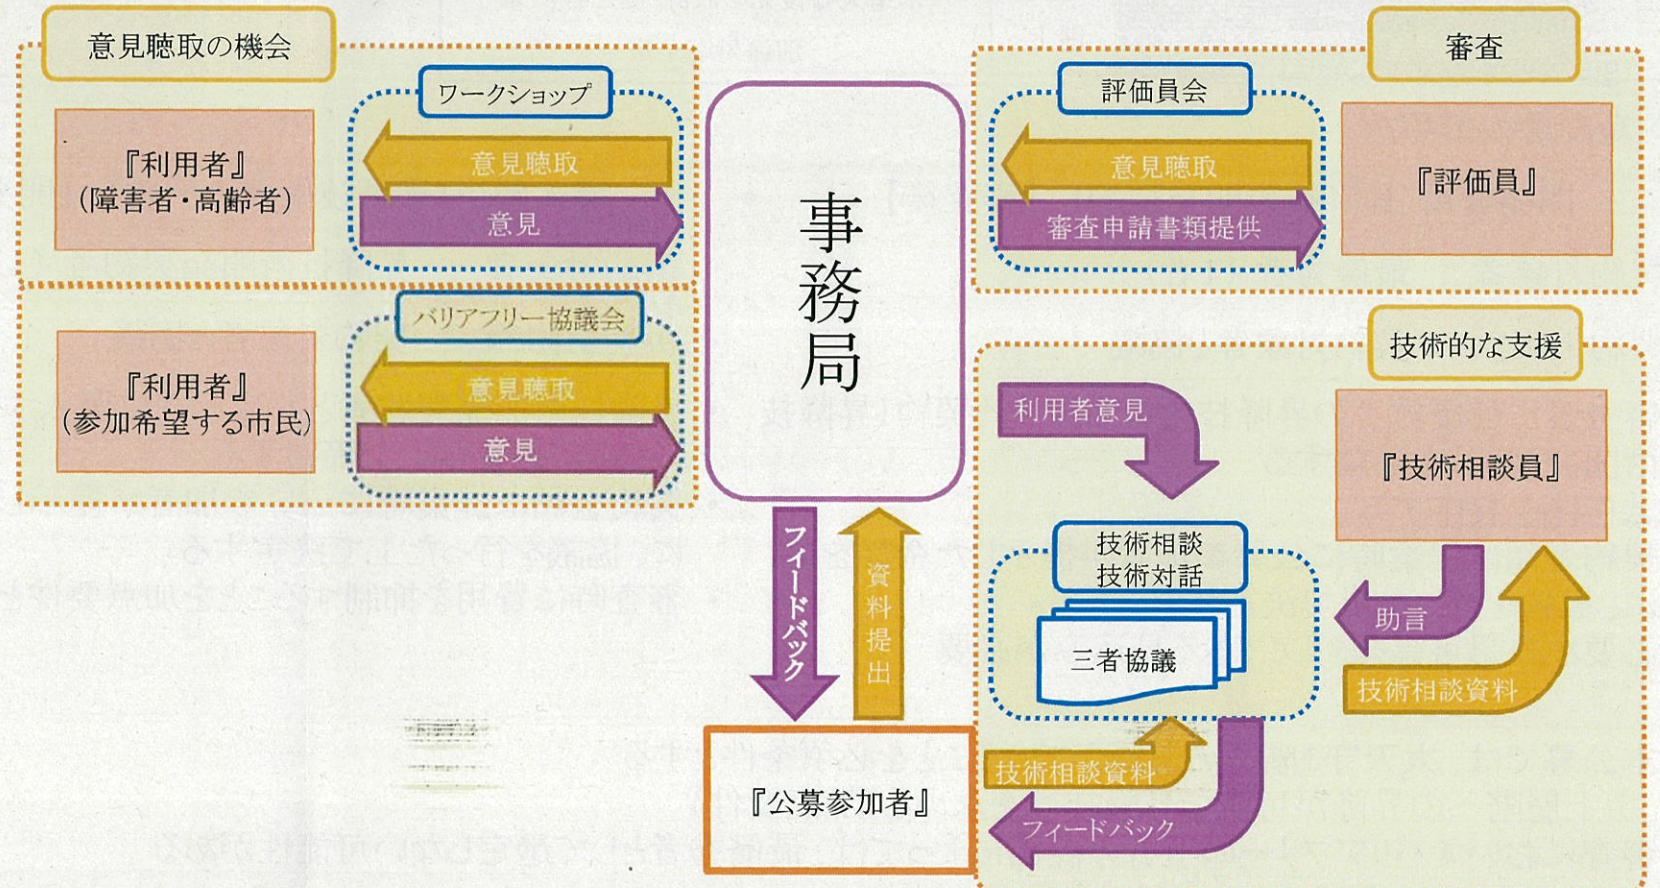 意見聴取の機会
ワークショップ
『利用者』
(障害者・高齢者)
意見聴取
意見
バリアフリー協議会
『利用者』
(参加希望する市民)
意見聴取
意見
事務局
審査
評価員会
意見聴取
審査申請書類提供
『評価員』
技術的な支援
利用者意見
『技術相談員』
技術相談
技術対話
三者協議
助言
技術相談資料
フィードバック
資料提出
『公募参加者』
技術相談資料
フィードバック